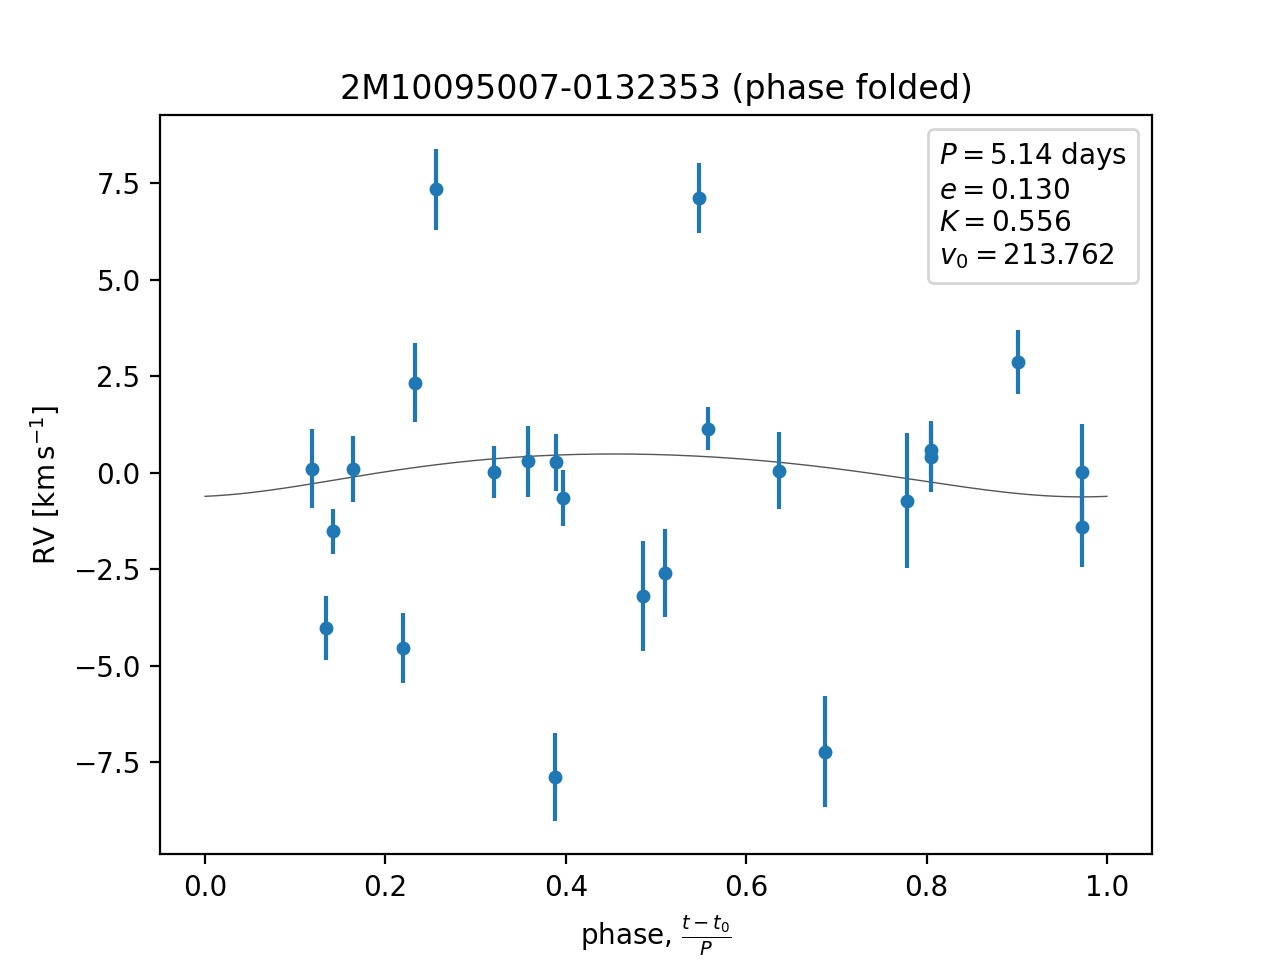 2M10095007-0132353 (phase folded)
P = 5.14 days
e = 0.130
K = 0.556
v₀ = 213.762
7.5
5.0
2.5
0.0
−2.5
−5.0
−7.5
RV [km s⁻¹]
0.0 0.2 0.4 0.6 0.8 1.0
phase, (t − t₀)/P